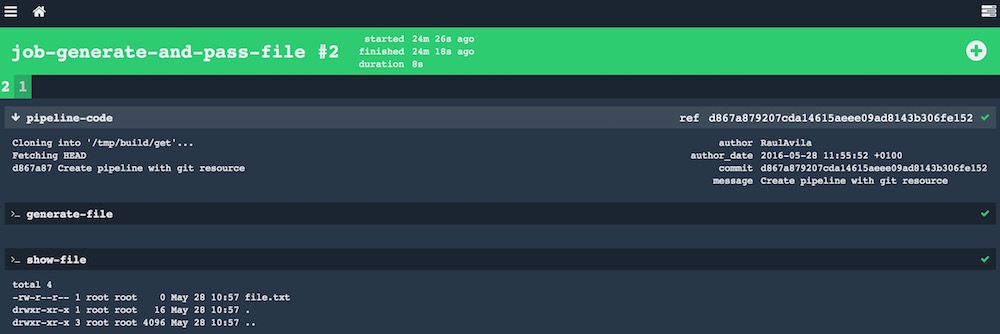 job-generate-and-pass-file #2
started 24m 26s ago
finished 24m 18s ago
duration 8s
2 1
pipeline-code ref d867a879207cda14615aeee09ad8143b306fe152
Cloning into '/tmp/build/get'...
Fetching HEAD
d867a87 Create pipeline with git resource
author RaulAvila
author_date 2016-05-28 11:55:52 +0100
commit d867a879207cda14615aeee09ad8143b306fe152
message Create pipeline with git resource
>_ generate-file
>_ show-file
total 4
-rw-r--r-- 1 root root    0 May 28 10:57 file.txt
drwxr-xr-x 1 root root   16 May 28 10:57 .
drwxr-xr-x 3 root root 4096 May 28 10:57 ..